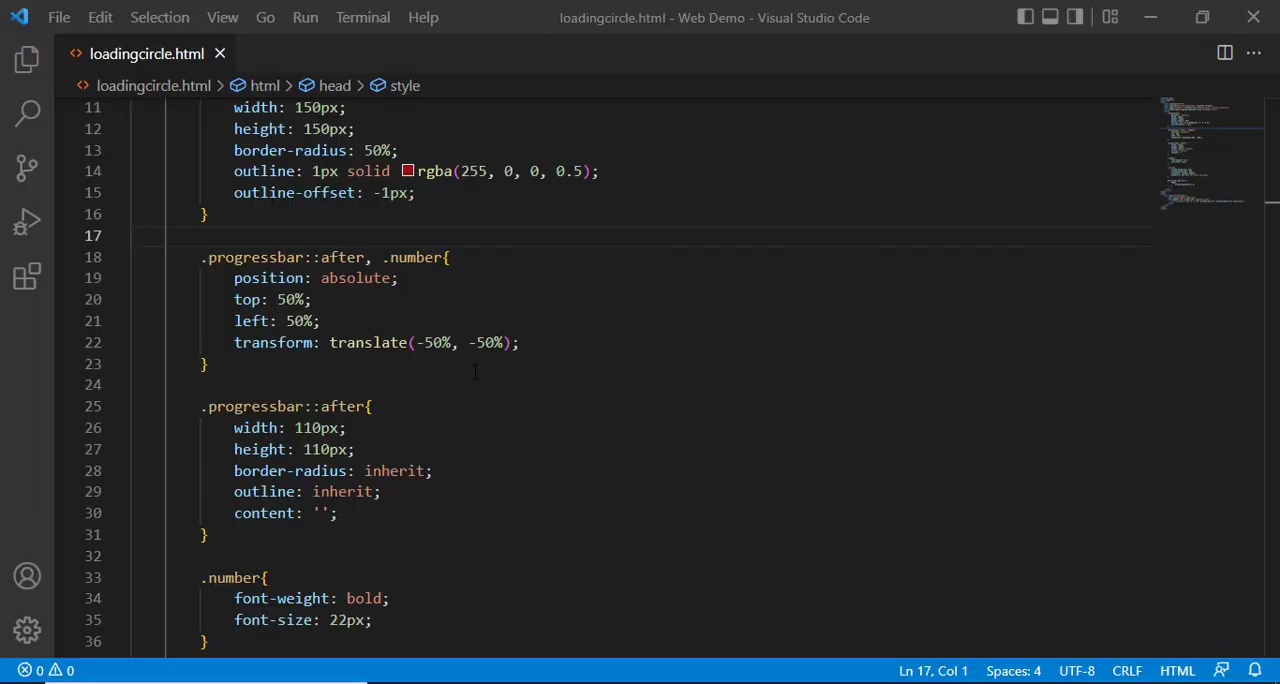 File Edit Selection View Go Run Terminal Help loadingcircle.html - Web Demo - Visual Studio Code
loadingcircle.html
loadingcircle.html > html > head > style
11 width: 150px;
12 height: 150px;
13 border-radius: 50%;
14 outline: 1px solid rgba(255, 0, 0, 0.5);
15 outline-offset: -1px;
16 }
17
18 .progressbar::after, .number{
19 position: absolute;
20 top: 50%;
21 left: 50%;
22 transform: translate(-50%, -50%);
23 }
24
25 .progressbar::after{
26 width: 110px;
27 height: 110px;
28 border-radius: inherit;
29 outline: inherit;
30 content: '';
31 }
32
33 .number{
34 font-weight: bold;
35 font-size: 22px;
36 }
0 0 Ln 17, Col 1 Spaces: 4 UTF-8 CRLF HTML